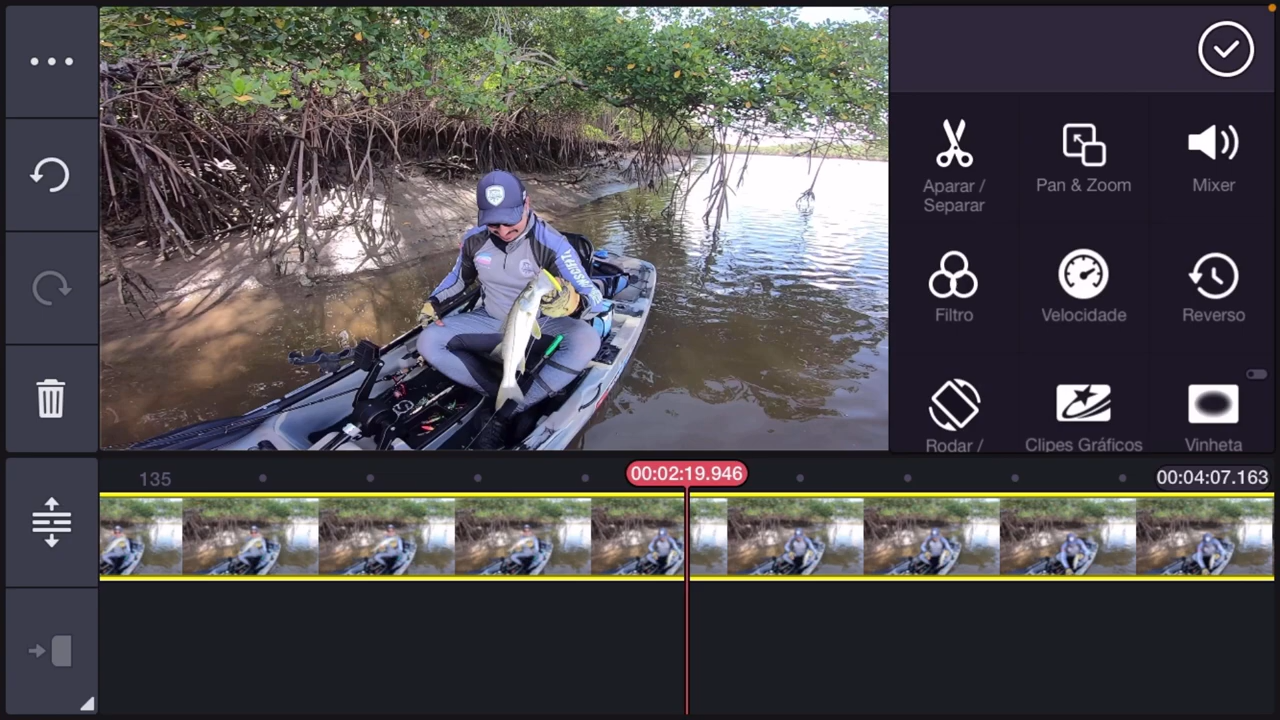 Aparar /
Separar
Pan & Zoom
Mixer
Filtro
Velocidade
Reverso
Rodar /
Clipes Gráficos
Vinheta
135
00:02:19.946
00:04:07.163